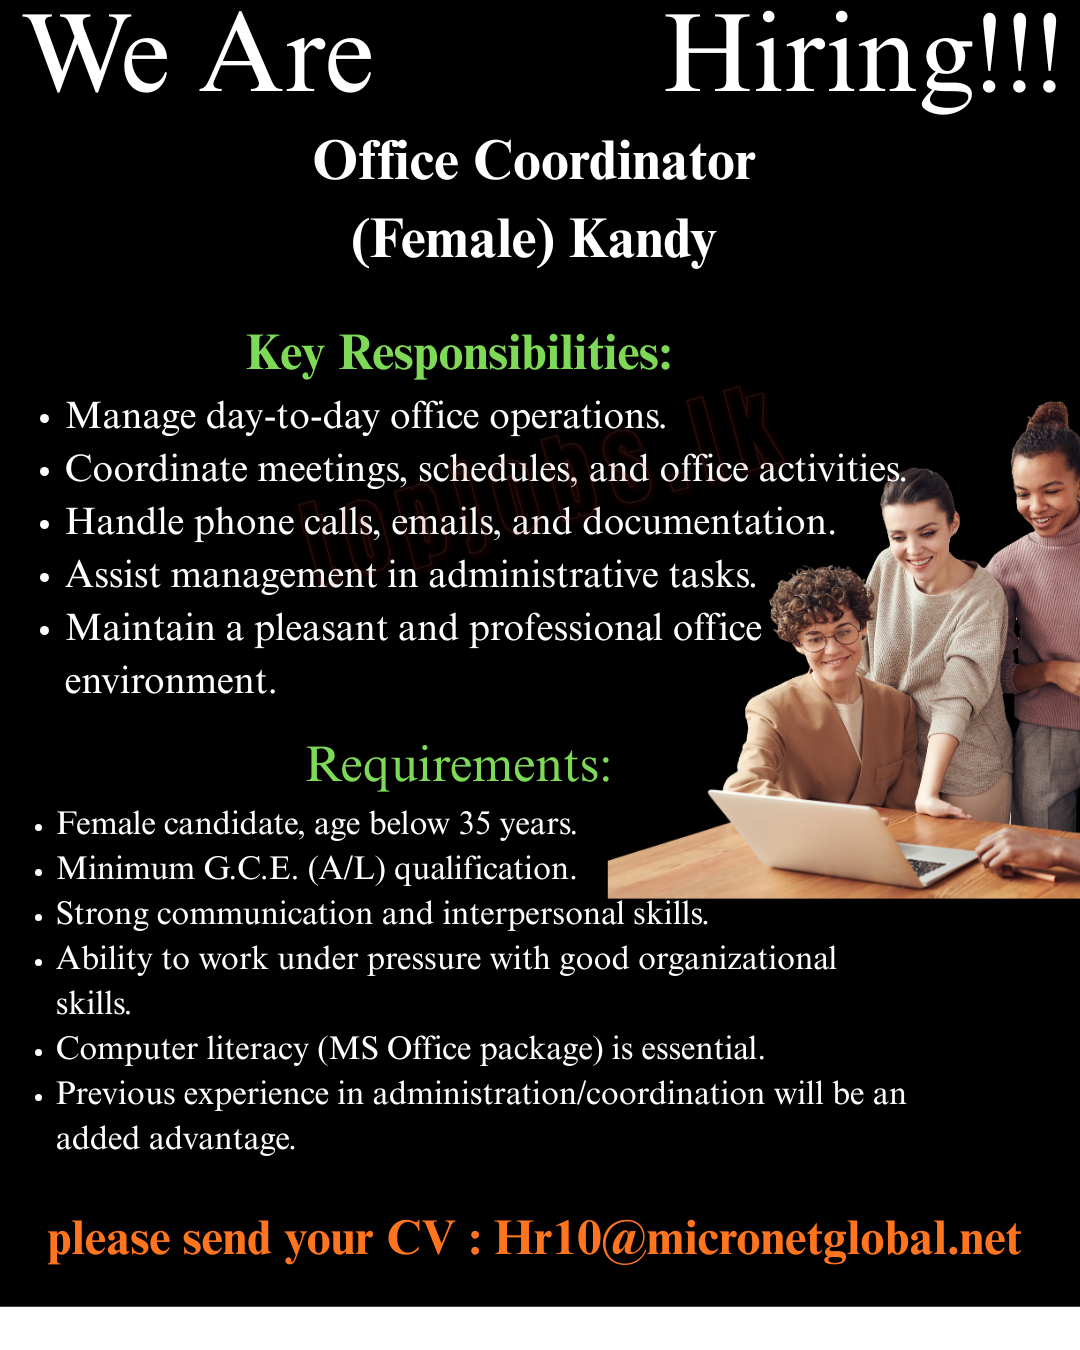 We Are Hiring!!!
Office Coordinator
(Female) Kandy
Key Responsibilities:
• Manage day-to-day office operations.
• Coordinate meetings, schedules, and office activities.
• Handle phone calls, emails, and documentation.
• Assist management in administrative tasks.
• Maintain a pleasant and professional office
environment.
Requirements:
• Female candidate, age below 35 years.
• Minimum G.C.E. (A/L) qualification.
• Strong communication and interpersonal skills.
• Ability to work under pressure with good organizational
skills.
• Computer literacy (MS Office package) is essential.
• Previous experience in administration/coordination will be an
added advantage.
please send your CV : Hr10@micronetglobal.net